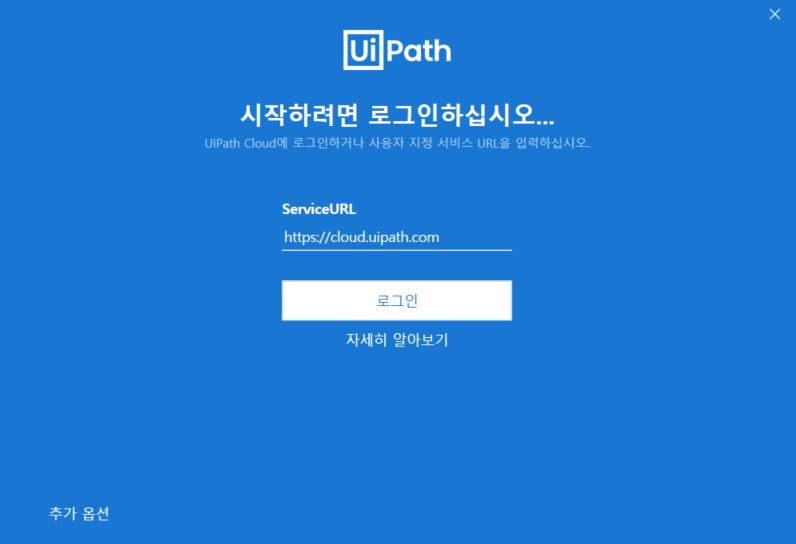 UiPath
시작하려면 로그인하십시오...
UiPath Cloud에 로그인하거나 사용자 지정 서비스 URL을 입력하십시오.
ServiceURL
https://cloud.uipath.com
로그인
자세히 알아보기
추가 옵션